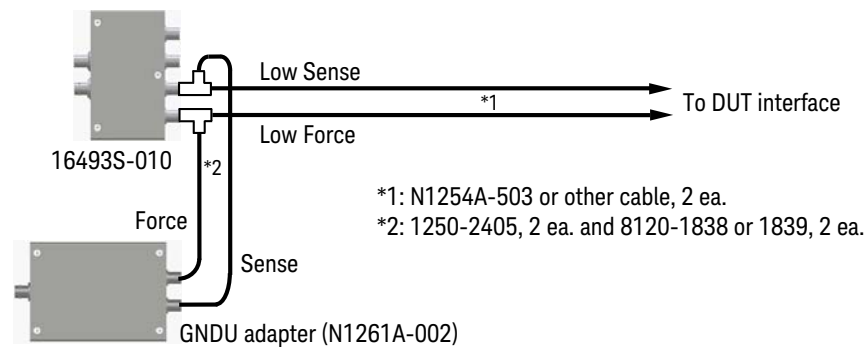 Low Sense
*1
To DUT interface
Low Force
16493S-010
*2
*1: N1254A-503 or other cable, 2 ea.
Force
*2: 1250-2405, 2 ea. and 8120-1838 or 1839, 2 ea.
Sense
GNDU adapter (N1261A-002)